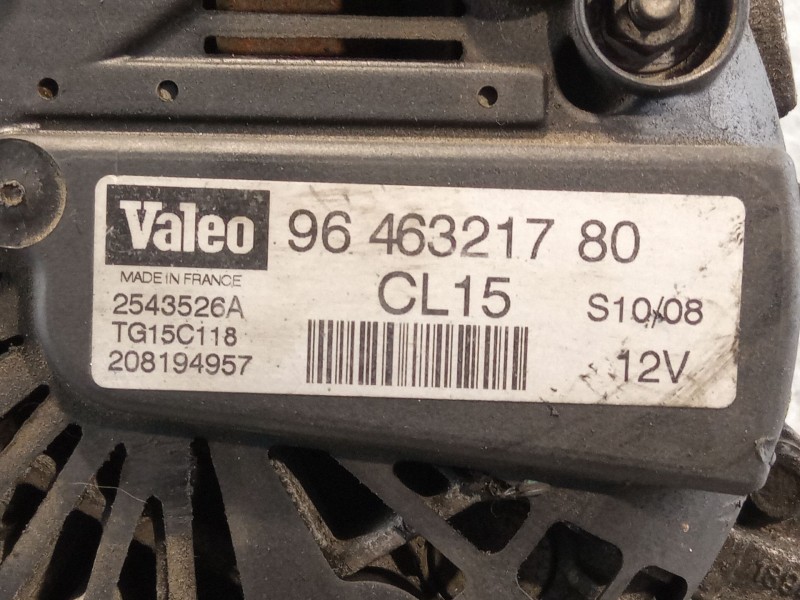 Valeo 96 463217 80
MADE IN FRANCE CL15
2543526A S10/08
TG15C118
208194957 12V